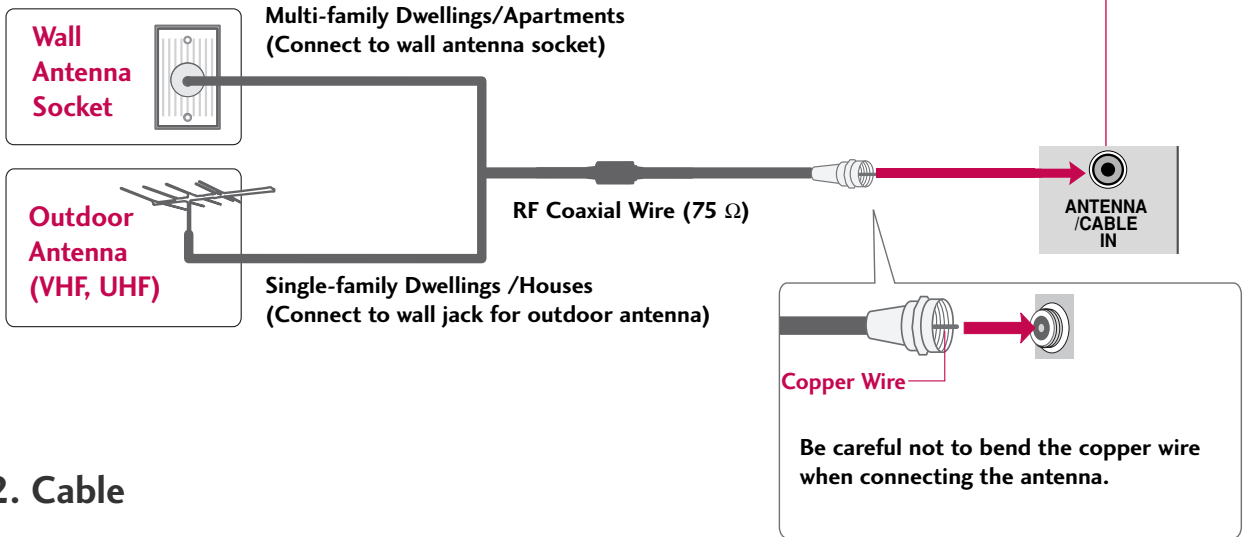 Multi-family Dwellings/Apartments
(Connect to wall antenna socket)
Wall
Antenna
Socket
Outdoor
Antenna
(VHF, UHF)
RF Coaxial Wire (75 Ω)
Single-family Dwellings /Houses
(Connect to wall jack for outdoor antenna)
ANTENNA
/CABLE
IN
Copper Wire
Be careful not to bend the copper wire
when connecting the antenna.
2. Cable